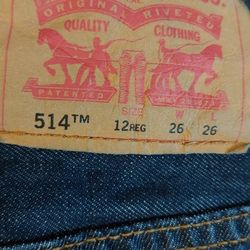 ORIGINAL RIVETED
QUALITY CLOTHING
PATENTED
SIZE W L
514™ 12REG 26 26